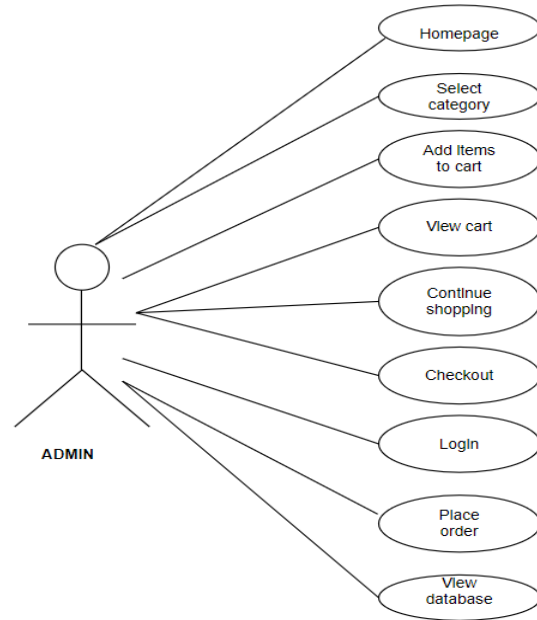 Homepage
Select
category
Add Items
to cart
View cart
Continue
shopping
Checkout
LogIn
ADMIN
Place
order
View
database